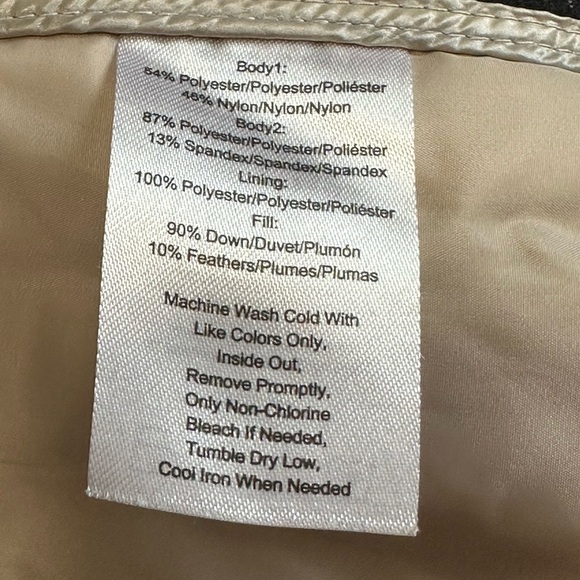 Body1:
54% Polyester/Polyester/Poliéster
46% Nylon/Nylon/Nylon
Body2:
87% Polyester/Polyester/Poliéster
13% Spandex/Spandex/Spandex
Lining:
100% Polyester/Polyester/Poliéster
Fill:
90% Down/Duvet/Plumón
10% Feathers/Plumes/Plumas
Machine Wash Cold With
Like Colors Only,
Inside Out,
Remove Promptly,
Only Non-Chlorine
Bleach If Needed,
Tumble Dry Low,
Cool Iron When Needed